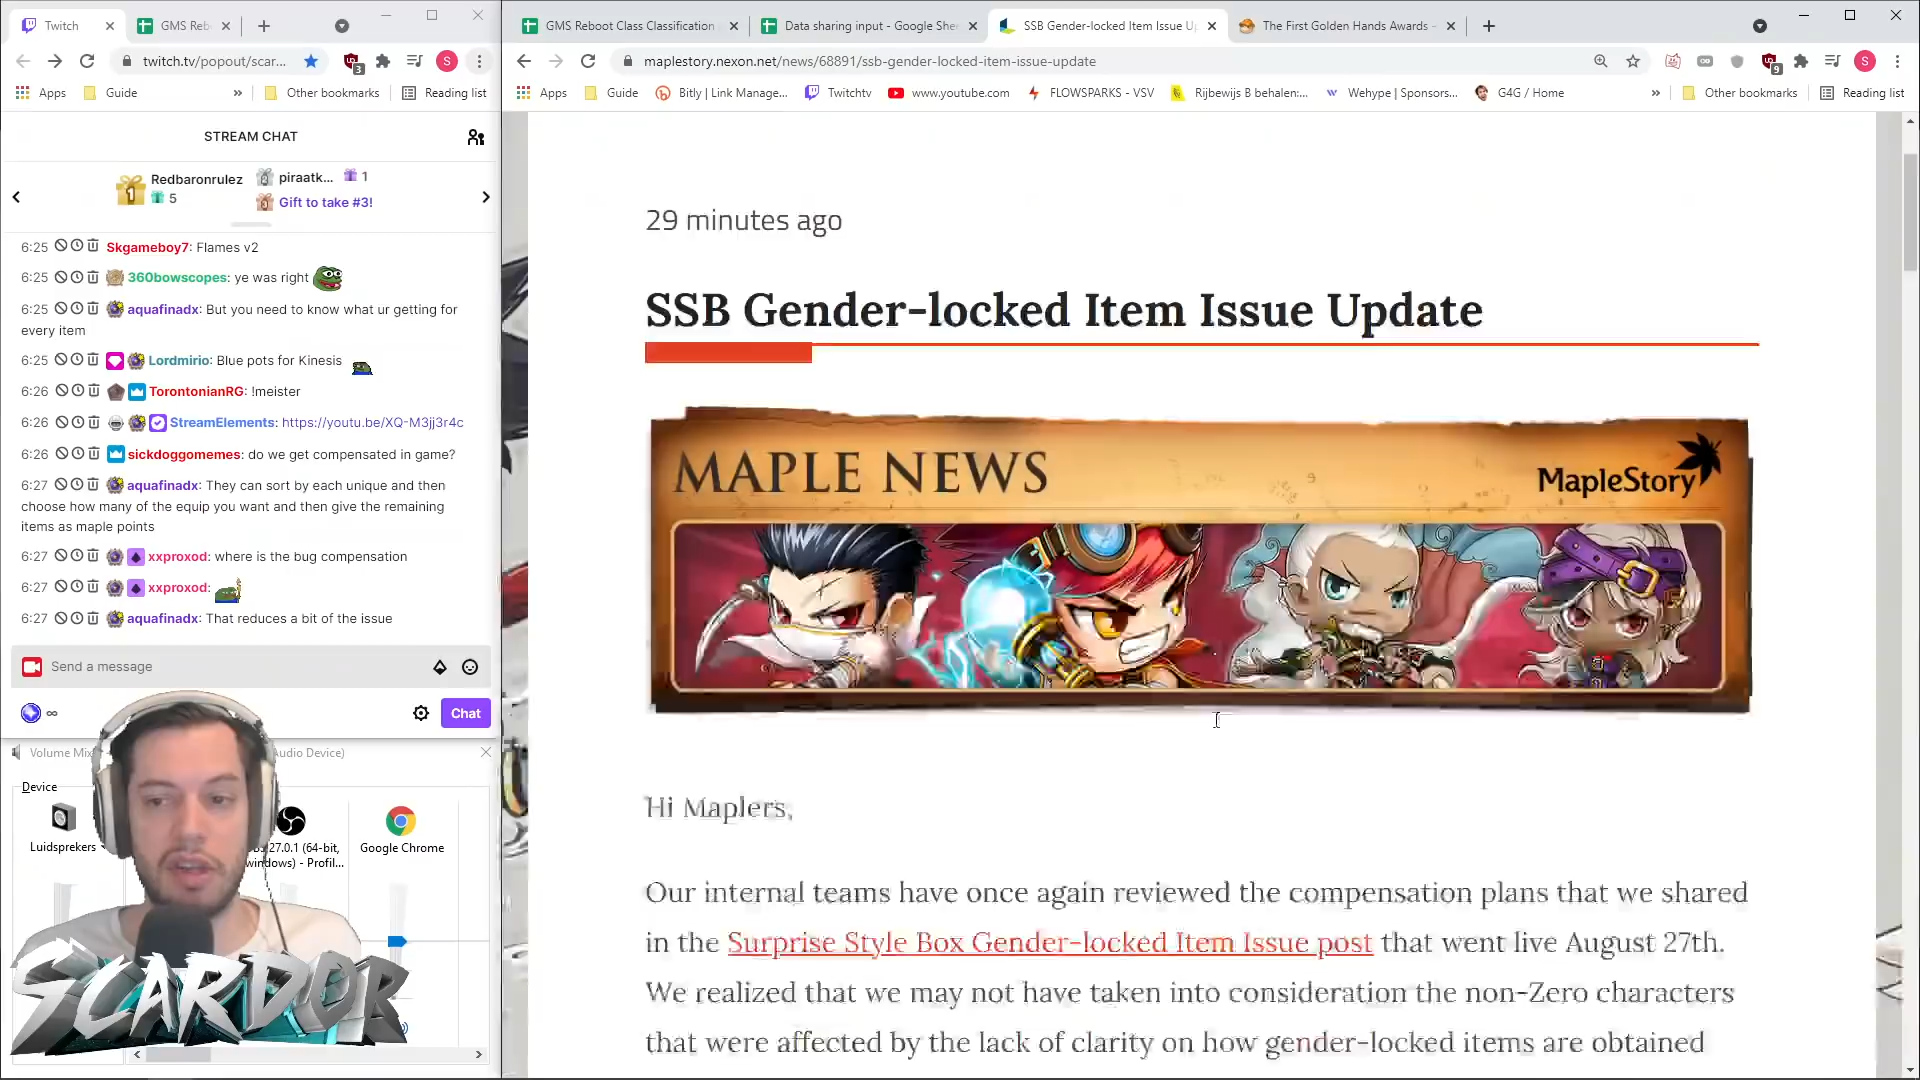 Twitch
GMS Reb
GMS Reboot Class Classification
Data sharing input - Google She
SSB Gender-locked Item Issue Up
The First Golden Hands Awards -
twitch.tv/popout/scar...
3
S
maplestory.nexon.net/news/68891/ssb-gender-locked-item-issue-update
9
S
Apps
Guide
»
Other bookmarks
Reading list
Apps
Guide
Bitly | Link Manage...
Twitchtv
www.youtube.com
FLOWSPARKS - VSV
Rijbewijs B behalen:...
Wehype | Sponsors...
G4G / Home
»
Other bookmarks
Reading list
STREAM CHAT
1
Redbaronrulez
5
piraatk...
1
Gift to take #3!
6:25 Skgameboy7: Flames v2
6:25 360bowscopes: ye was right
6:25 aquafinadx: But you need to know what ur getting for
every item
6:25 Lordmirio: Blue pots for Kinesis
6:26 TorontonianRG: !meister
6:26 StreamElements: https://youtu.be/XQ-M3jj3r4c
6:26 sickdoggomemes: do we get compensated in game?
6:27 aquafinadx: They can sort by each unique and then
choose how many of the equip you want and then give the remaining
items as maple points
6:27 xxproxod: where is the bug compensation
6:27 xxproxod:
6:27 aquafinadx: That reduces a bit of the issue
Send a message
∞
Chat
Volume Mix
Audio Device)
Device
Luidsprekers
27.0.1 (64-bit,
windows) - Profil...
Google Chrome
SCARDOR
29 minutes ago
SSB Gender-locked Item Issue Update
MAPLE NEWS
MapleStory
Hi Maplers,
Our internal teams have once again reviewed the compensation plans that we shared
in the Surprise Style Box Gender-locked Item Issue post that went live August 27th.
We realized that we may not have taken into consideration the non-Zero characters
that were affected by the lack of clarity on how gender-locked items are obtained